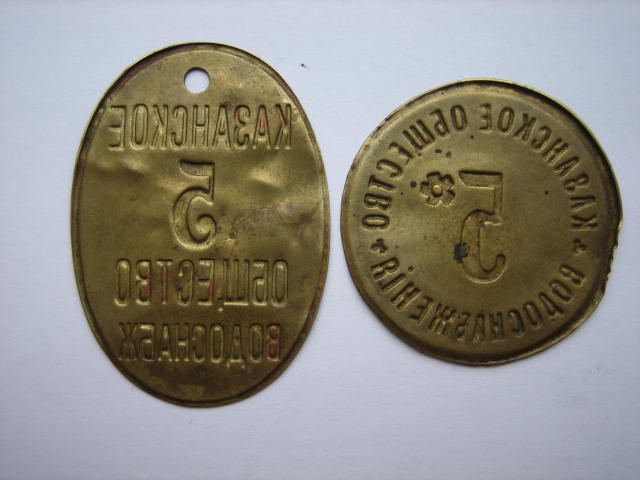 КАЗАНСКОЕ
5
ОБЩЕСТВО
ВОДОСНАБЖ
КАЗАНСКОЕ ОБЩЕСТВО
5
ВОДОСНАБЖЕНІЯ